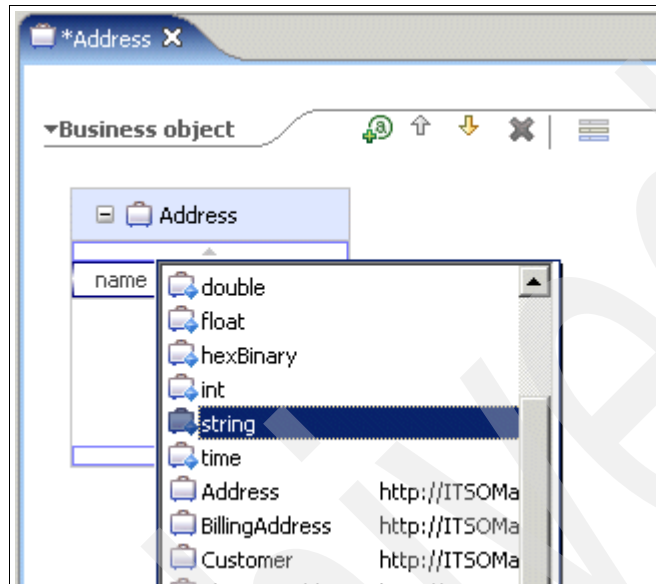 *Address
Business object
Address
name
double
float
hexBinary
int
string
time
Address http://ITSOMa
BillingAddress http://ITSOMa
Customer http://ITSOMa